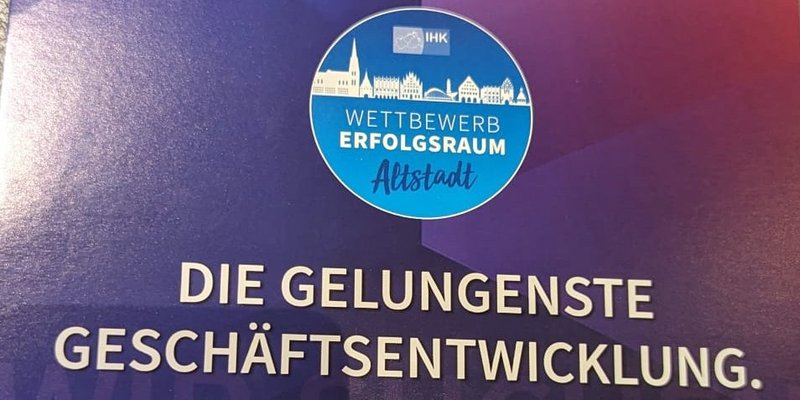 IHK
WETTBEWERB
ERFOLGSRAUM
Altstadt
DIE GELUNGENSTE
GESCHÄFTSENTWICKLUNG.